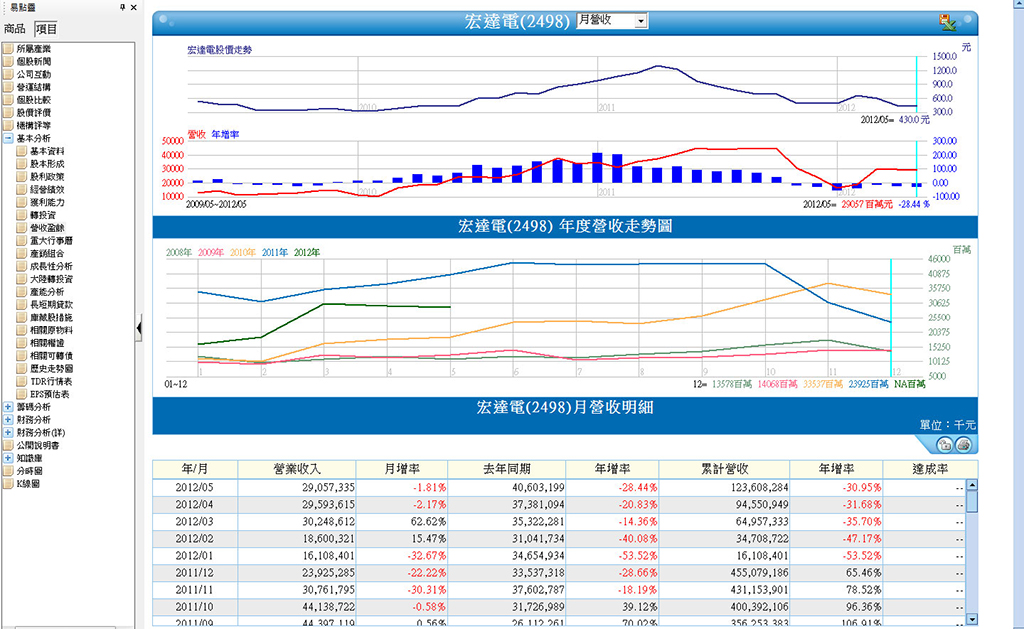 易點靈
商品 項目
所屬產業
個股新聞
公司互動
營運結構
個股比較
股價評價
機構評等
基本分析
基本資料
股本形成
股利政策
經營績效
獲利能力
轉投資
營收盈餘
重大行事曆
產銷組合
成長性分析
大陸轉投資
產能分析
長短期貸款
庫藏股措施
相關原物料
相關權證
相關可轉債
歷史走勢圖
TDR行情表
EPS預估表
籌碼分析
財務分析
財務分析(詳)
公開說明書
知識庫
分時圖
K線圖
宏達電(2498) 月營收
宏達電股價走勢
元
1500.0
1200.0
900.0
600.0
300.0
2010 2011 2012
2012/05= 430.0 元
營收 年增率
50000 300.00
40000 200.00
30000 100.00
20000 0.00
10000 -100.00
2010 2011 2012
2009/05~2012/05 2012/05= 29057 百萬元 -28.44 %
宏達電(2498) 年度營收走勢圖
2008年 2009年 2010年 2011年 2012年 百萬
46000
40875
35750
30625
25500
20375
15250
10125
5000
1 2 3 4 5 6 7 8 9 10 11 12
01~12 12= 13578百萬 14068百萬 33537百萬 23925百萬 NA百萬
宏達電(2498)月營收明細
單位：千元
年/月 營業收入 月增率 去年同期 年增率 累計營收 年增率 達成率
2012/05 29,057,335 -1.81% 40,603,199 -28.44% 123,608,284 -30.95% --
2012/04 29,593,615 -2.17% 37,381,094 -20.83% 94,550,949 -31.68% --
2012/03 30,248,612 62.62% 35,322,281 -14.36% 64,957,333 -35.70% --
2012/02 18,600,321 15.47% 31,041,734 -40.08% 34,708,722 -47.17% --
2012/01 16,108,401 -32.67% 34,654,934 -53.52% 16,108,401 -53.52% --
2011/12 23,925,285 -22.22% 33,537,318 -28.66% 455,079,186 65.46% --
2011/11 30,761,795 -30.31% 37,602,787 -18.19% 431,153,901 78.52% --
2011/10 44,138,722 -0.58% 31,726,989 39.12% 400,392,106 96.36% --
2011/09 44,397,119 0.56% 26,112,261 70.02% 356,253,383 106.91% --